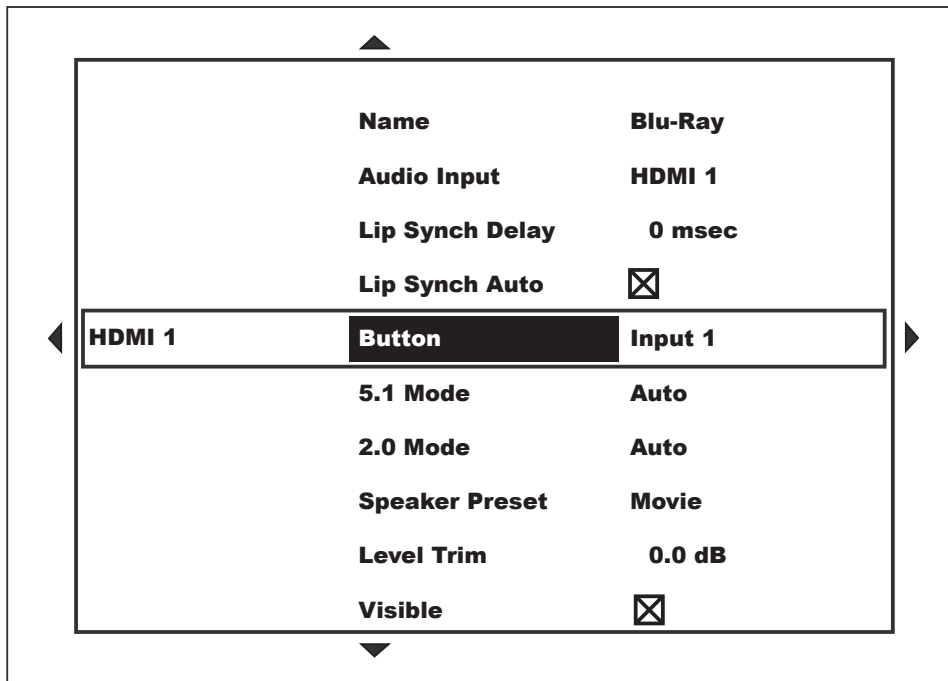 Name Blu-Ray
Audio Input HDMI 1
Lip Synch Delay 0 msec
Lip Synch Auto
HDMI 1 Button Input 1
5.1 Mode Auto
2.0 Mode Auto
Speaker Preset Movie
Level Trim 0.0 dB
Visible